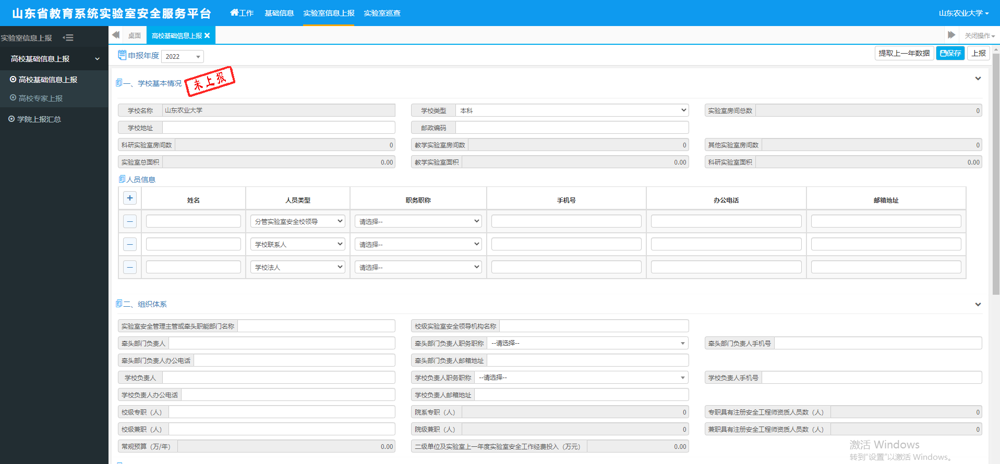 山东省教育系统实验室安全服务平台
工作 基础信息 实验室信息上报 实验室巡查
山东农业大学
实验室信息上报
桌面 高校基础信息上报
关闭操作
高校基础信息上报
高校基础信息上报
高校专家上报
学院上报汇总
申报年度 2022
提取上一年数据 保存 上报
一、学校基本情况
未上报
学校名称 山东农业大学 学校类型 本科 实验室房间总数 0
学校地址 邮政编码
科研实验室房间数 0 教学实验室房间数 0 其他实验室房间数 0
实验室总面积 0.00 教学实验室面积 0.00 科研实验室面积 0.00
人员信息
姓名 人员类型 职务职称 手机号 办公电话 邮箱地址
分管实验室安全校领导 请选择--
学校联系人 请选择--
学校法人 请选择--
二、组织体系
实验室安全管理主管或牵头职能部门名称 校级实验室安全领导机构名称
牵头部门负责人 牵头部门负责人职务职称 --请选择-- 牵头部门负责人手机号
牵头部门负责人办公电话 牵头部门负责人邮箱地址
学校负责人 学校负责人职务职称 --请选择-- 学校负责人手机号
学校负责人办公电话 学校负责人邮箱地址
校级专职（人） 院系专职（人） 0 专职具有注册安全工程师资质人员数（人） 0
校级兼职（人） 院级兼职（人） 0 兼职具有注册安全工程师资质人员数（人） 0
常规预算（万/年） 0.00 二级单位及实验室上一年度实验室安全工作经费投入（万元） 0.00
激活 Windows
转到“设置”以激活 Windows。